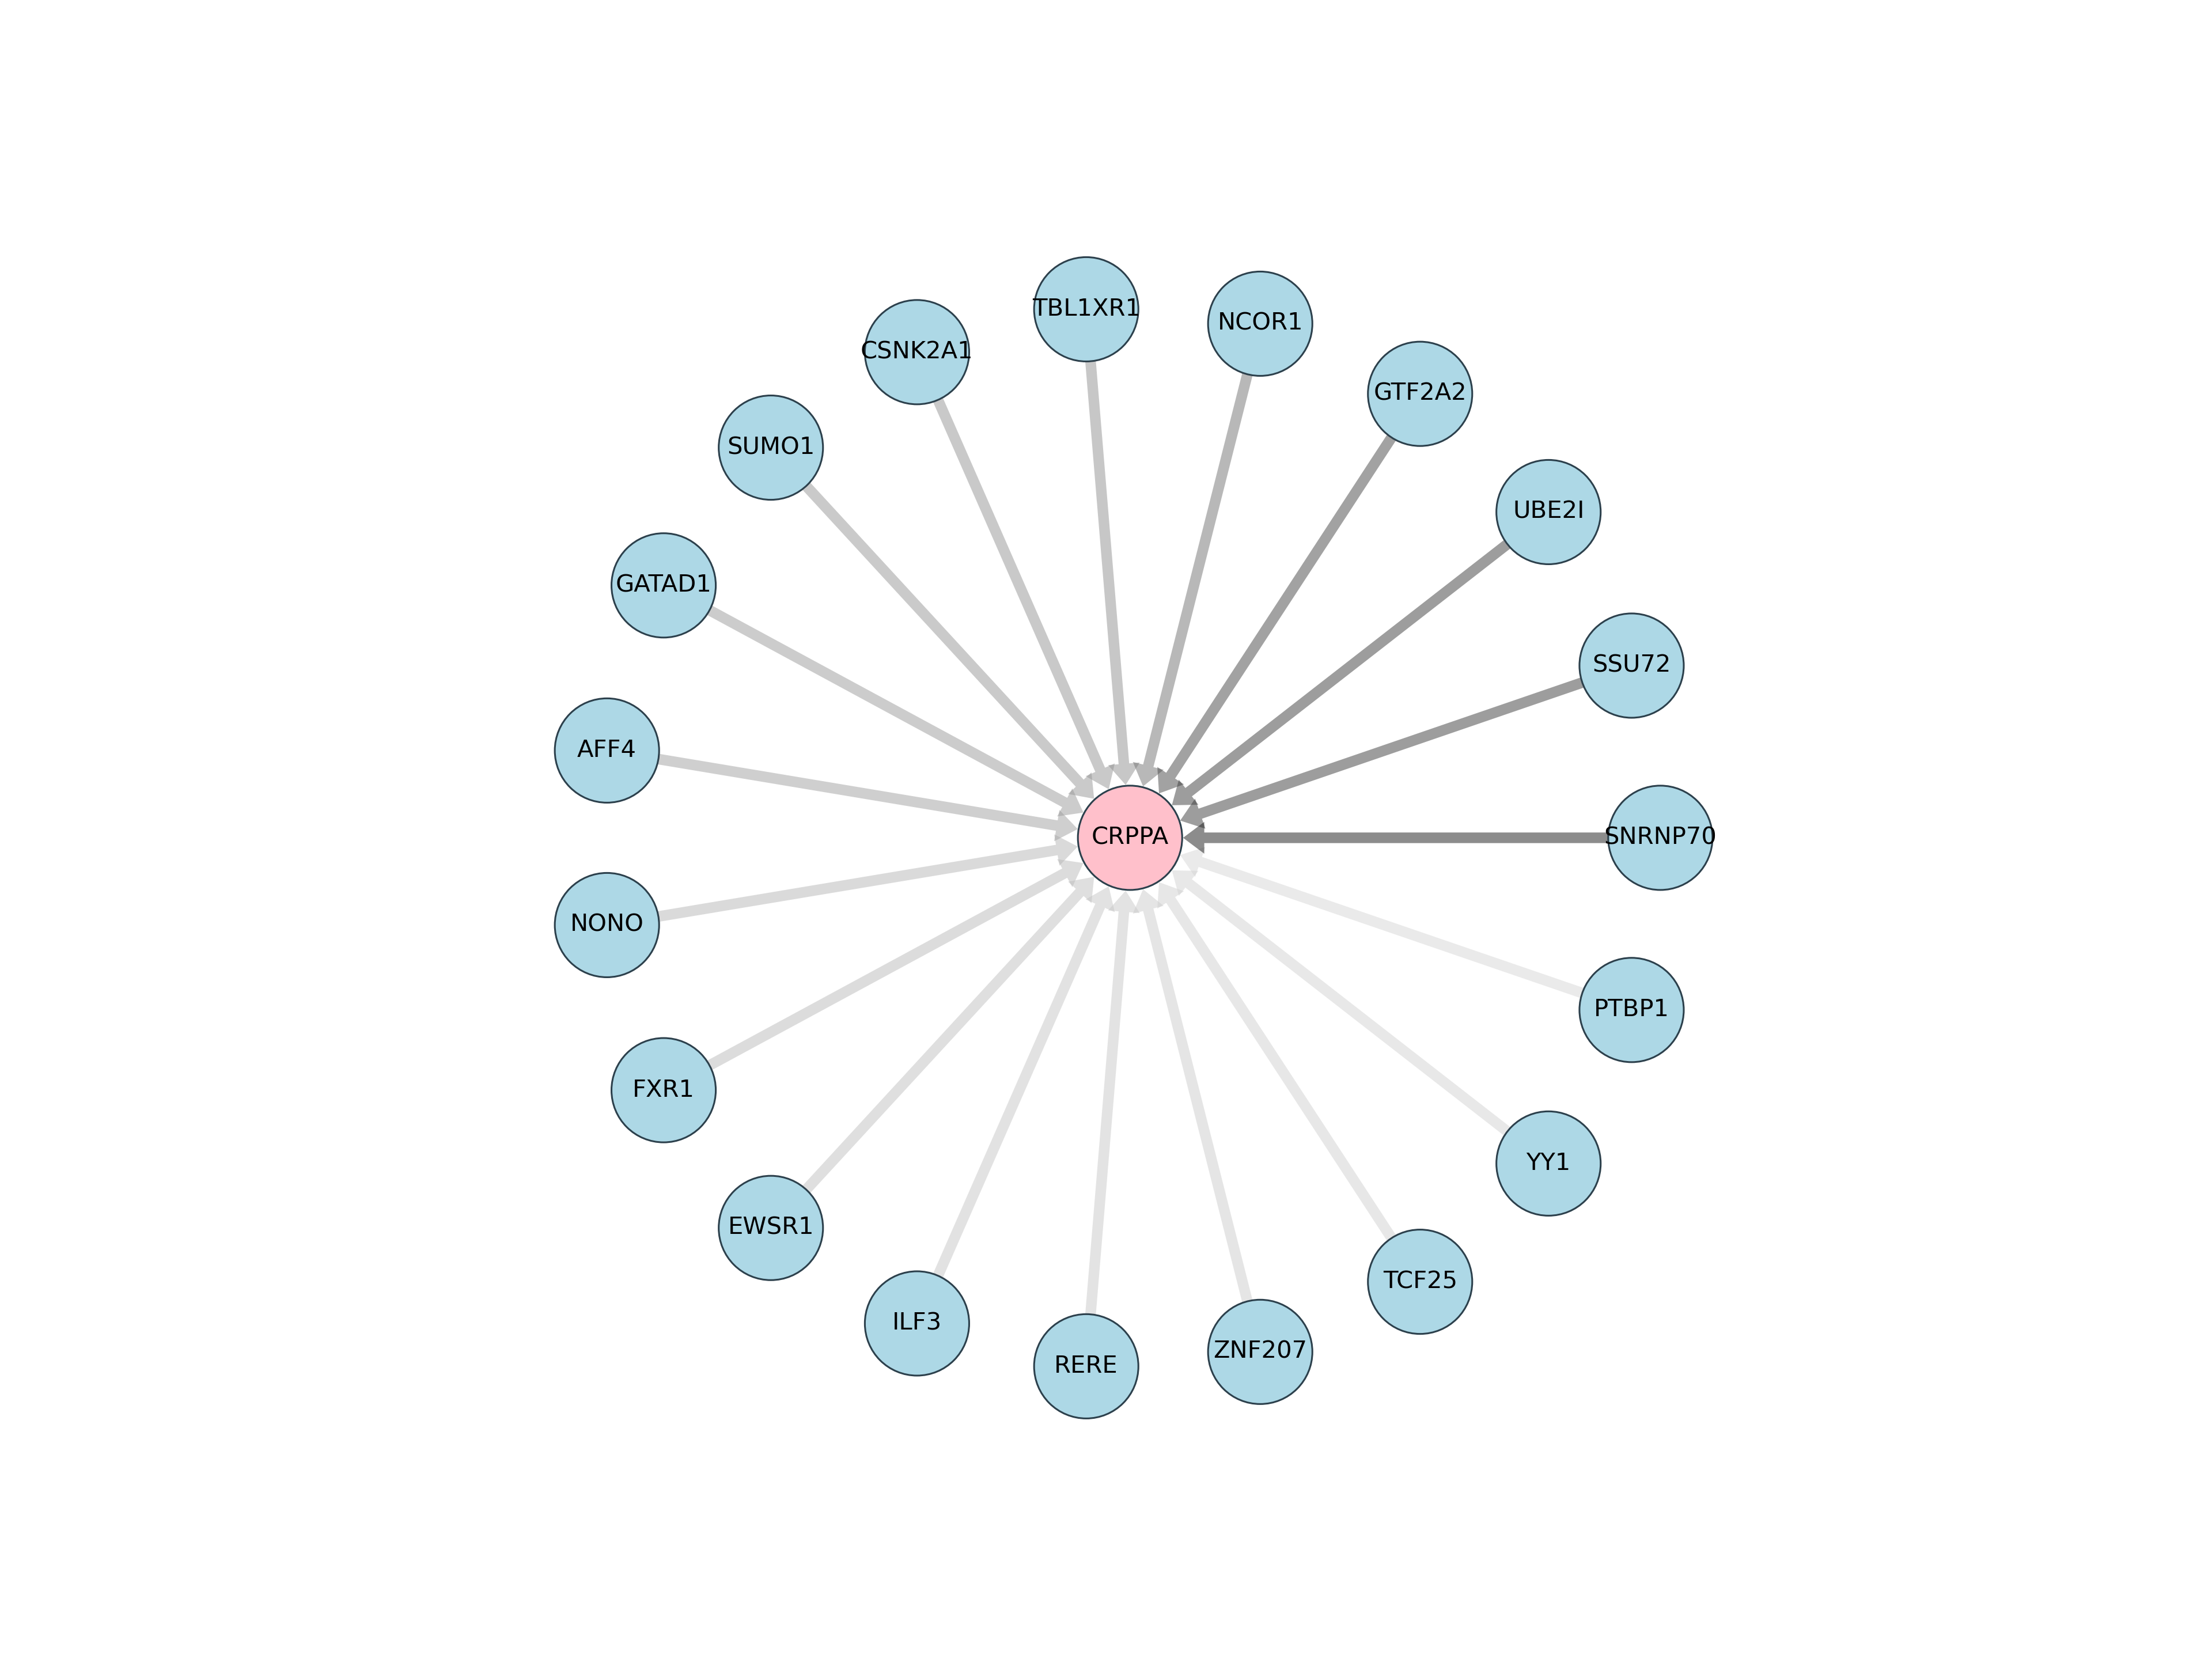 TBL1XR1
NCOR1
CSNK2A1
GTF2A2
SUMO1
UBE2I
GATAD1
SSU72
AFF4
CRPPA
SNRNP70
NONO
PTBP1
FXR1
YY1
EWSR1
TCF25
ILF3
ZNF207
RERE